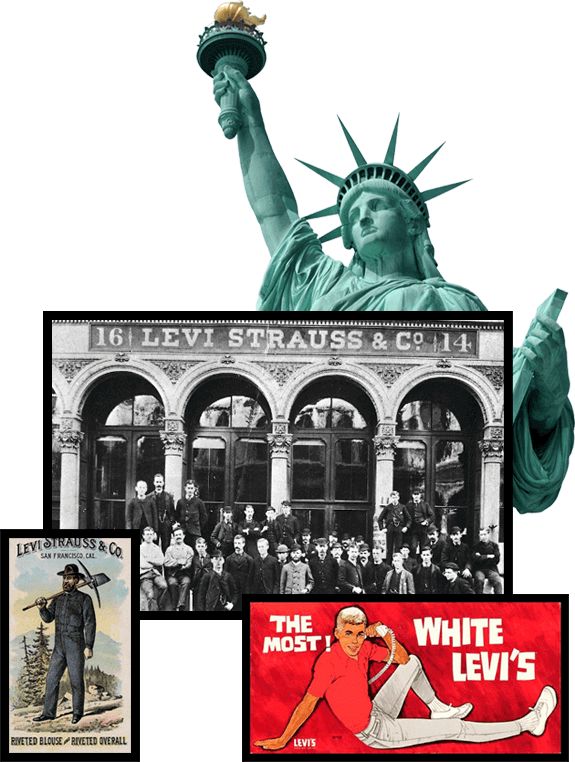 16 LEVI STRAUSS & Co 14
LEVI STRAUSS & Co.
SAN FRANCISCO, CAL.
RIVETED BLOUSE AND RIVETED OVERALL
THE
MOST!
WHITE
LEVI'S
LEVI'S